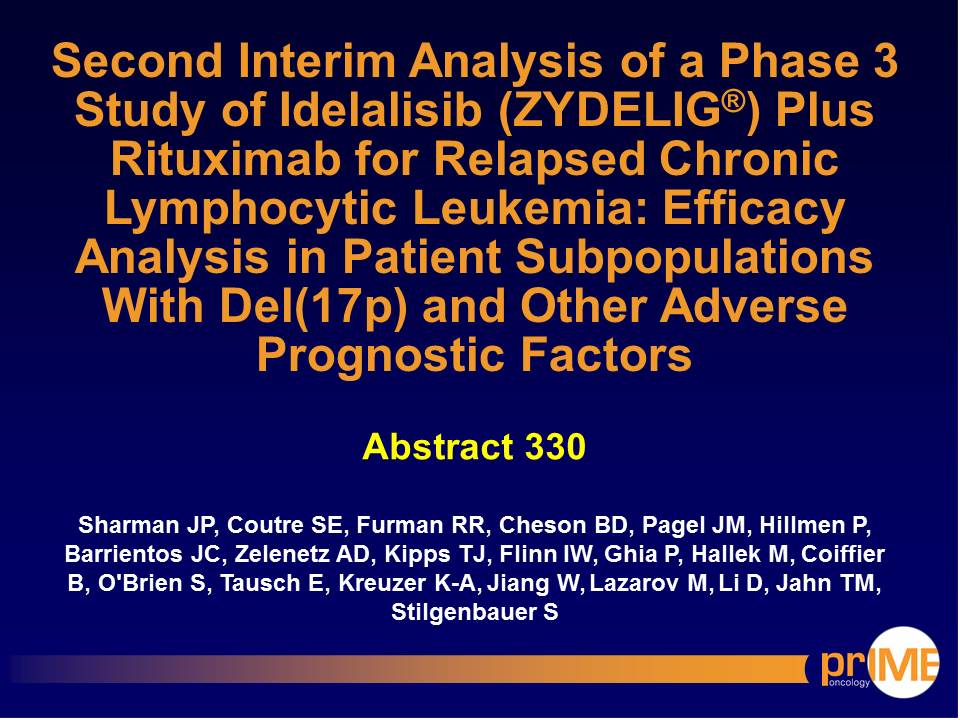 Second Interim Analysis of a Phase 3
Study of Idelalisib (ZYDELIG®) Plus
Rituximab for Relapsed Chronic
Lymphocytic Leukemia: Efficacy
Analysis in Patient Subpopulations
With Del(17p) and Other Adverse
Prognostic Factors
Abstract 330
Sharman JP, Coutre SE, Furman RR, Cheson BD, Pagel JM, Hillmen P,
Barrientos JC, Zelenetz AD, Kipps TJ, Flinn IW, Ghia P, Hallek M, Coiffier
B, O'Brien S, Tausch E, Kreuzer K-A, Jiang W, Lazarov M, Li D, Jahn TM,
Stilgenbauer S
prIME
oncology